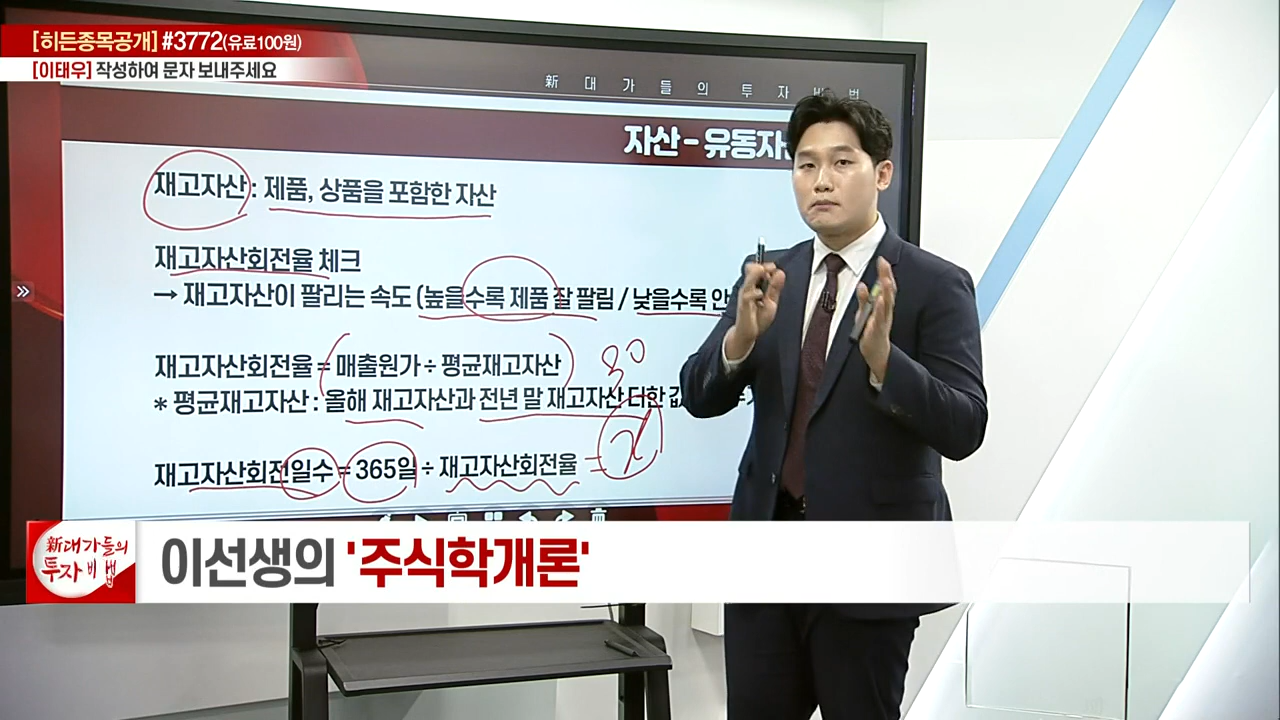 [히든종목공개] #3772(유료100원)
[이태우] 작성하여 문자 보내주세요
新 대 가 들 의 투 자 비 법
자산 - 유동자
재고자산 : 제품, 상품을 포함한 자산
재고자산회전율 체크
→ 재고자산이 팔리는 속도 (높을수록 제품 잘 팔림 / 낮을수록 안
재고자산회전율 = 매출원가 ÷ 평균재고자산
30
* 평균재고자산 : 올해 재고자산과 전년 말 재고자산 더한 값
재고자산회전일수 = 365일 ÷ 재고자산회전율 = x
新대가들의
투자비법
이선생의 '주식학개론'